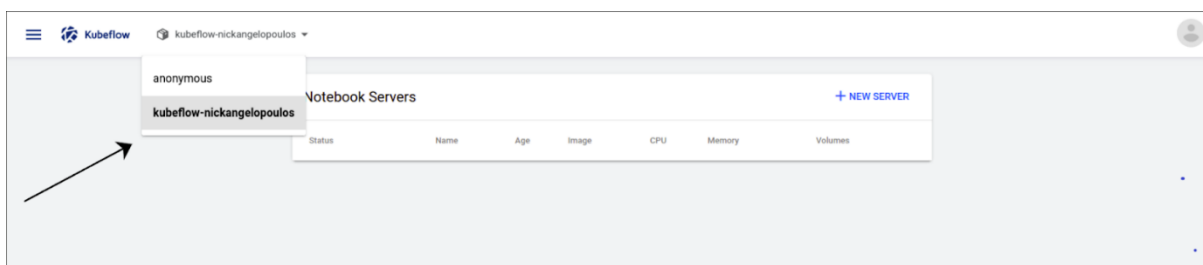 Kubeflow kubeflow-nickangelopoulos
anonymous
kubeflow-nickangelopoulos
Notebook Servers + NEW SERVER
Status Name Age Image CPU Memory Volumes